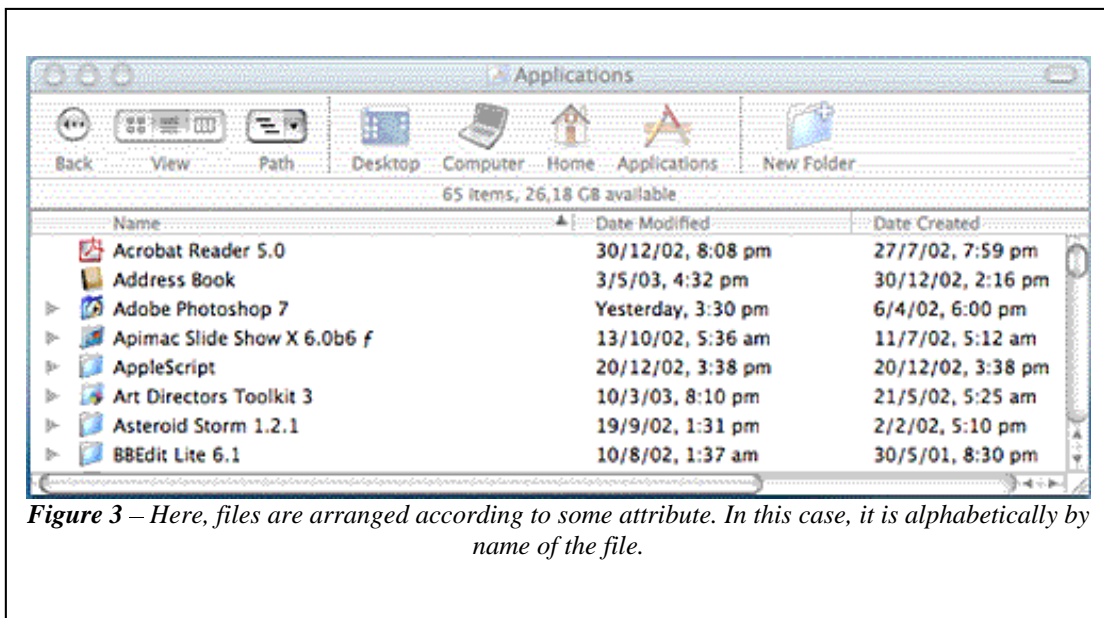 Applications
Back View Path Desktop Computer Home Applications New Folder
65 items, 26,18 GB available
Name Date Modified Date Created
Acrobat Reader 5.0 30/12/02, 8:08 pm 27/7/02, 7:59 pm
Address Book 3/5/03, 4:32 pm 30/12/02, 2:16 pm
Adobe Photoshop 7 Yesterday, 3:30 pm 6/4/02, 6:00 pm
Apimac Slide Show X 6.0b6 ƒ 13/10/02, 5:36 am 11/7/02, 5:12 am
AppleScript 20/12/02, 3:38 pm 20/12/02, 3:38 pm
Art Directors Toolkit 3 10/3/03, 8:10 pm 21/5/02, 5:25 am
Asteroid Storm 1.2.1 19/9/02, 1:31 pm 2/2/02, 5:10 pm
BBEdit Lite 6.1 10/8/02, 1:37 am 30/5/01, 8:30 pm
Figure 3 – Here, files are arranged according to some attribute. In this case, it is alphabetically by
name of the file.